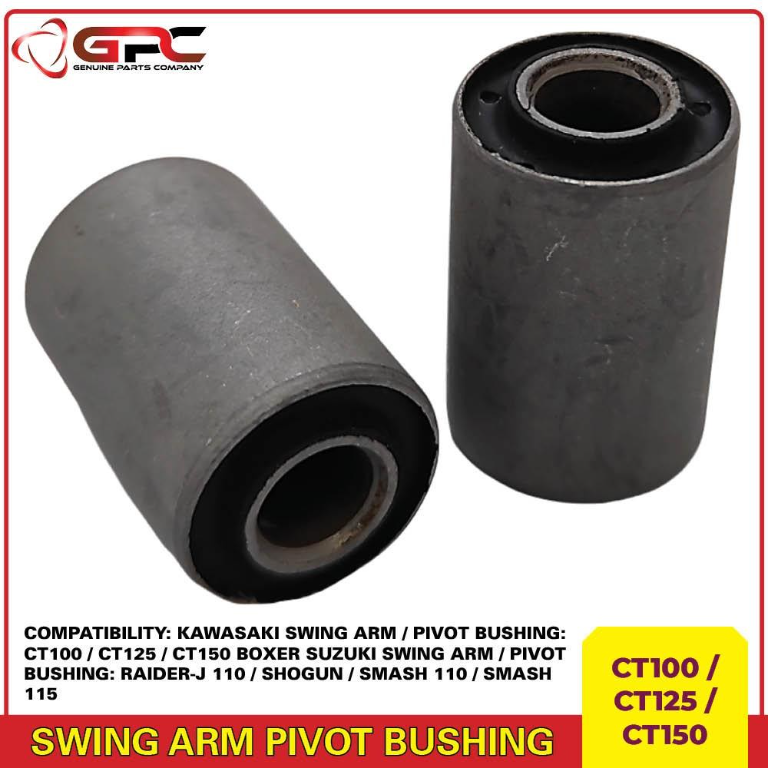 GPC
GENUINE PARTS COMPANY
COMPATIBILITY: KAWASAKI SWING ARM / PIVOT BUSHING:
CT100 / CT125 / CT150 BOXER SUZUKI SWING ARM / PIVOT
BUSHING: RAIDER-J 110 / SHOGUN / SMASH 110 / SMASH
115
CT100 /
CT125 /
CT150
SWING ARM PIVOT BUSHING